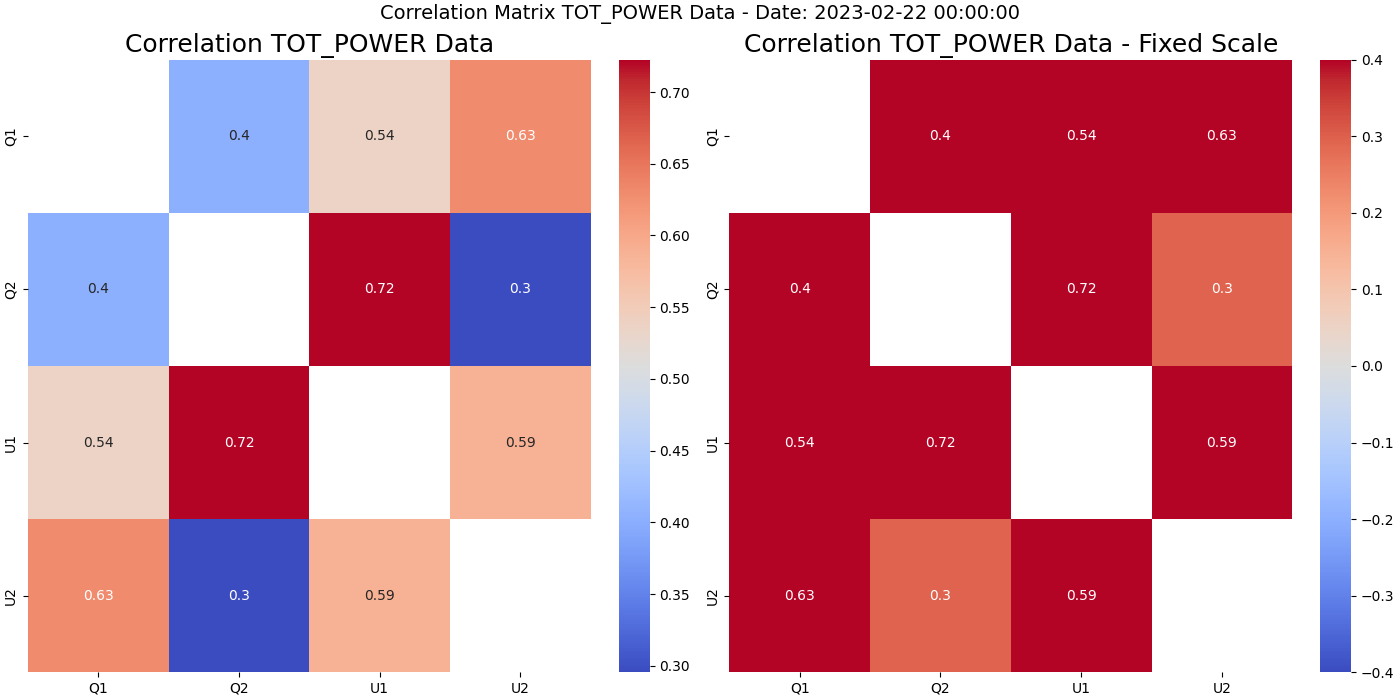 Correlation Matrix TOT_POWER Data - Date: 2023-02-22 00:00:00
Correlation TOT_POWER Data
Q1 0.4 0.54 0.63
Q2 0.4 0.72 0.3
U1 0.54 0.72 0.59
U2 0.63 0.3 0.59
Q1 Q2 U1 U2
0.70
0.65
0.60
0.55
0.50
0.45
0.40
0.35
0.30
Correlation TOT_POWER Data - Fixed Scale
Q1 0.4 0.54 0.63
Q2 0.4 0.72 0.3
U1 0.54 0.72 0.59
U2 0.63 0.3 0.59
Q1 Q2 U1 U2
0.4
0.3
0.2
0.1
0.0
−0.1
−0.2
−0.3
−0.4